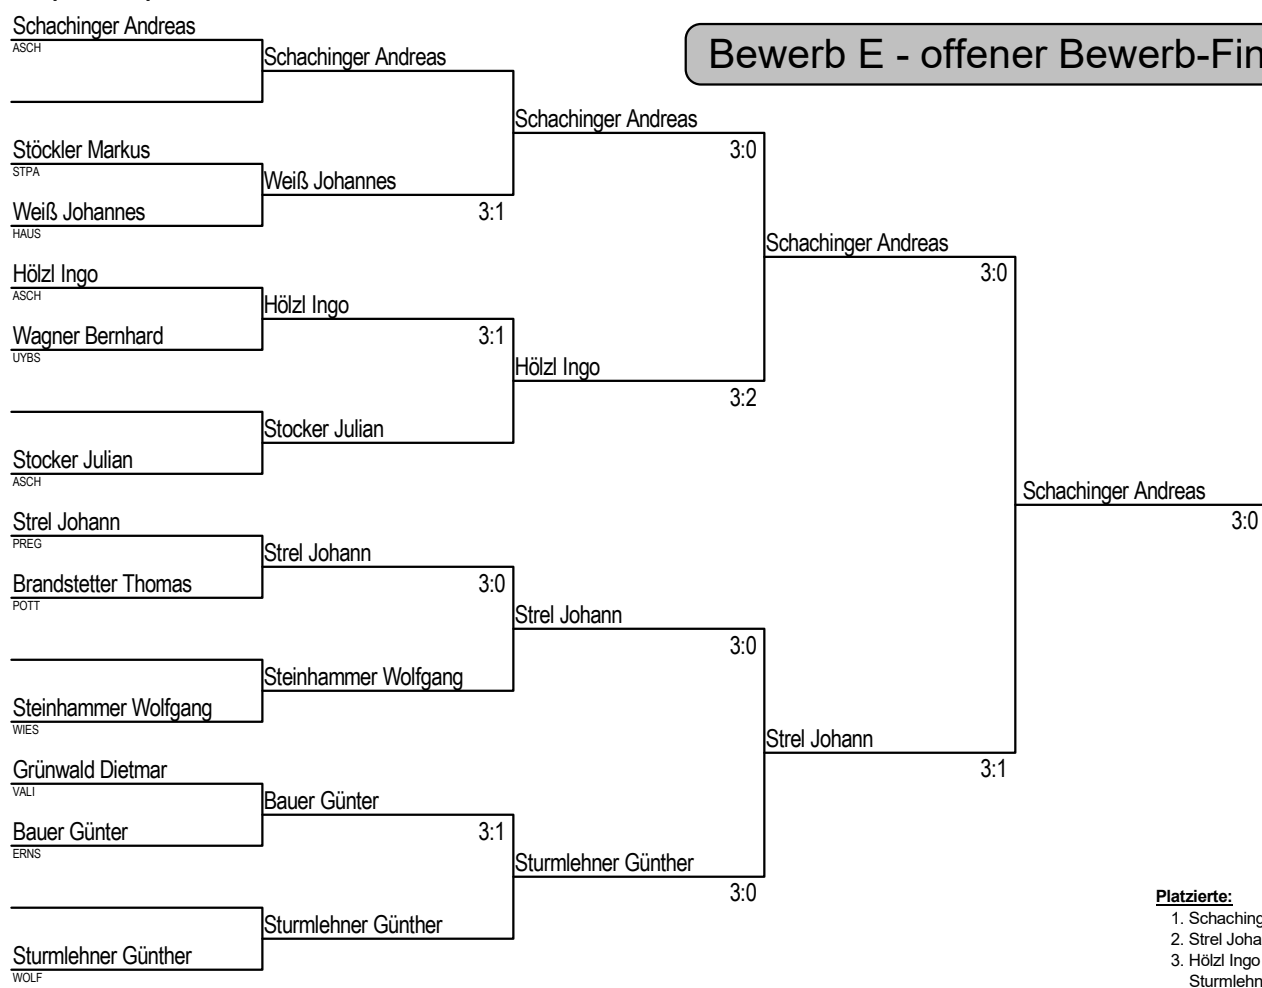 Schachinger Andreas
ASCH
Stöckler Markus
STPA
Weiß Johannes
HAUS
Hölzl Ingo
ASCH
Wagner Bernhard
UYBS
Stocker Julian
ASCH
Strel Johann
PREG
Brandstetter Thomas
POTT
Steinhammer Wolfgang
WIES
Grünwald Dietmar
VALI
Bauer Günter
ERNS
Sturmlehner Günther
WOLF
Schachinger Andreas
Weiß Johannes
3:1
Hölzl Ingo
3:1
Stocker Julian
Strel Johann
3:0
Steinhammer Wolfgang
Bauer Günter
3:1
Sturmlehner Günther
Schachinger Andreas
3:0
Hölzl Ingo
3:2
Strel Johann
3:0
Sturmlehner Günther
3:0
Schachinger Andreas
3:0
Strel Johann
3:1
Schachinger Andreas
3:0
Bewerb E - offener Bewerb-Fin
Platzierte:
1. Schaching
2. Strel Joha
3. Hölzl Ingo
Sturmlehn